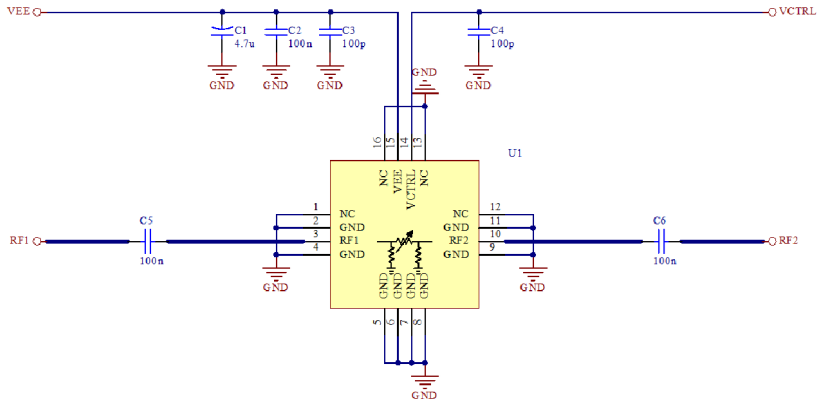 VEE
VCTRL
C1
4.7u
C2
100n
C3
100p
C4
100p
GND
GND
GND
GND
GND
16
15
14
13
U1
NC
VEE
VCTRL
NC
1
NC
2
GND
3
RF1
4
GND
NC
12
GND
11
RF2
10
GND
9
RF1
C5
100n
C6
100n
RF2
GND
GND
GND
GND
GND
GND
5
6
7
8
GND